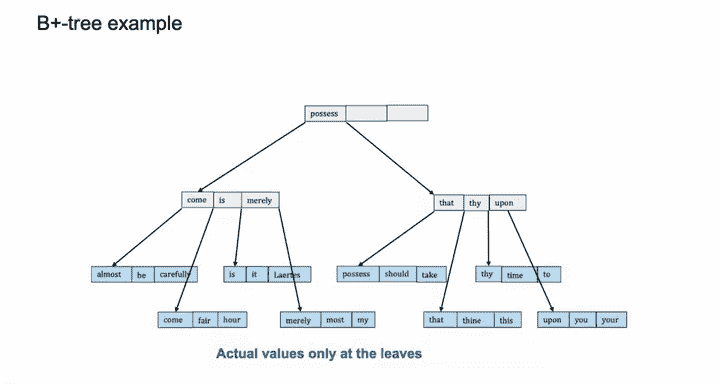 B+-tree example
possess
come is merely
that thy upon
almost he carefully
is it Laertes
possess should take
thy time to
come fair hour
merely most my
that thine this
upon you your
Actual values only at the leaves